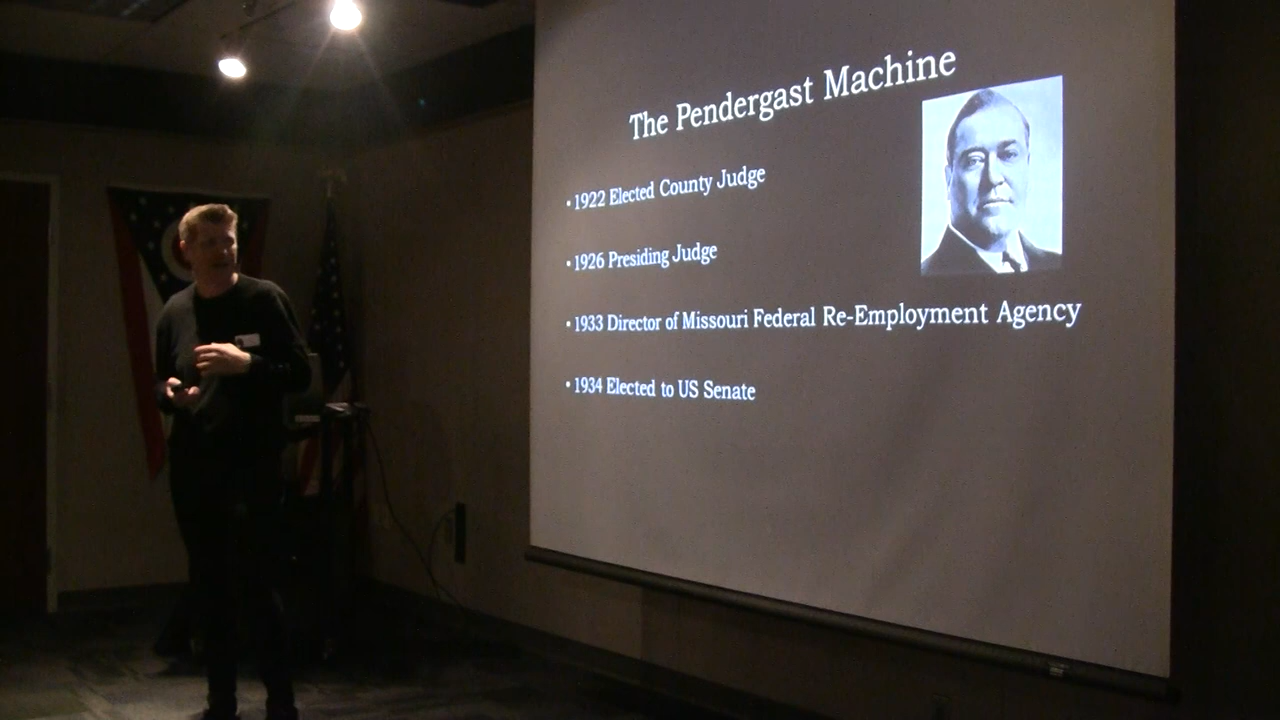 The Pendergast Machine
• 1922 Elected County Judge
• 1926 Presiding Judge
• 1933 Director of Missouri Federal Re-Employment Agency
• 1934 Elected to US Senate